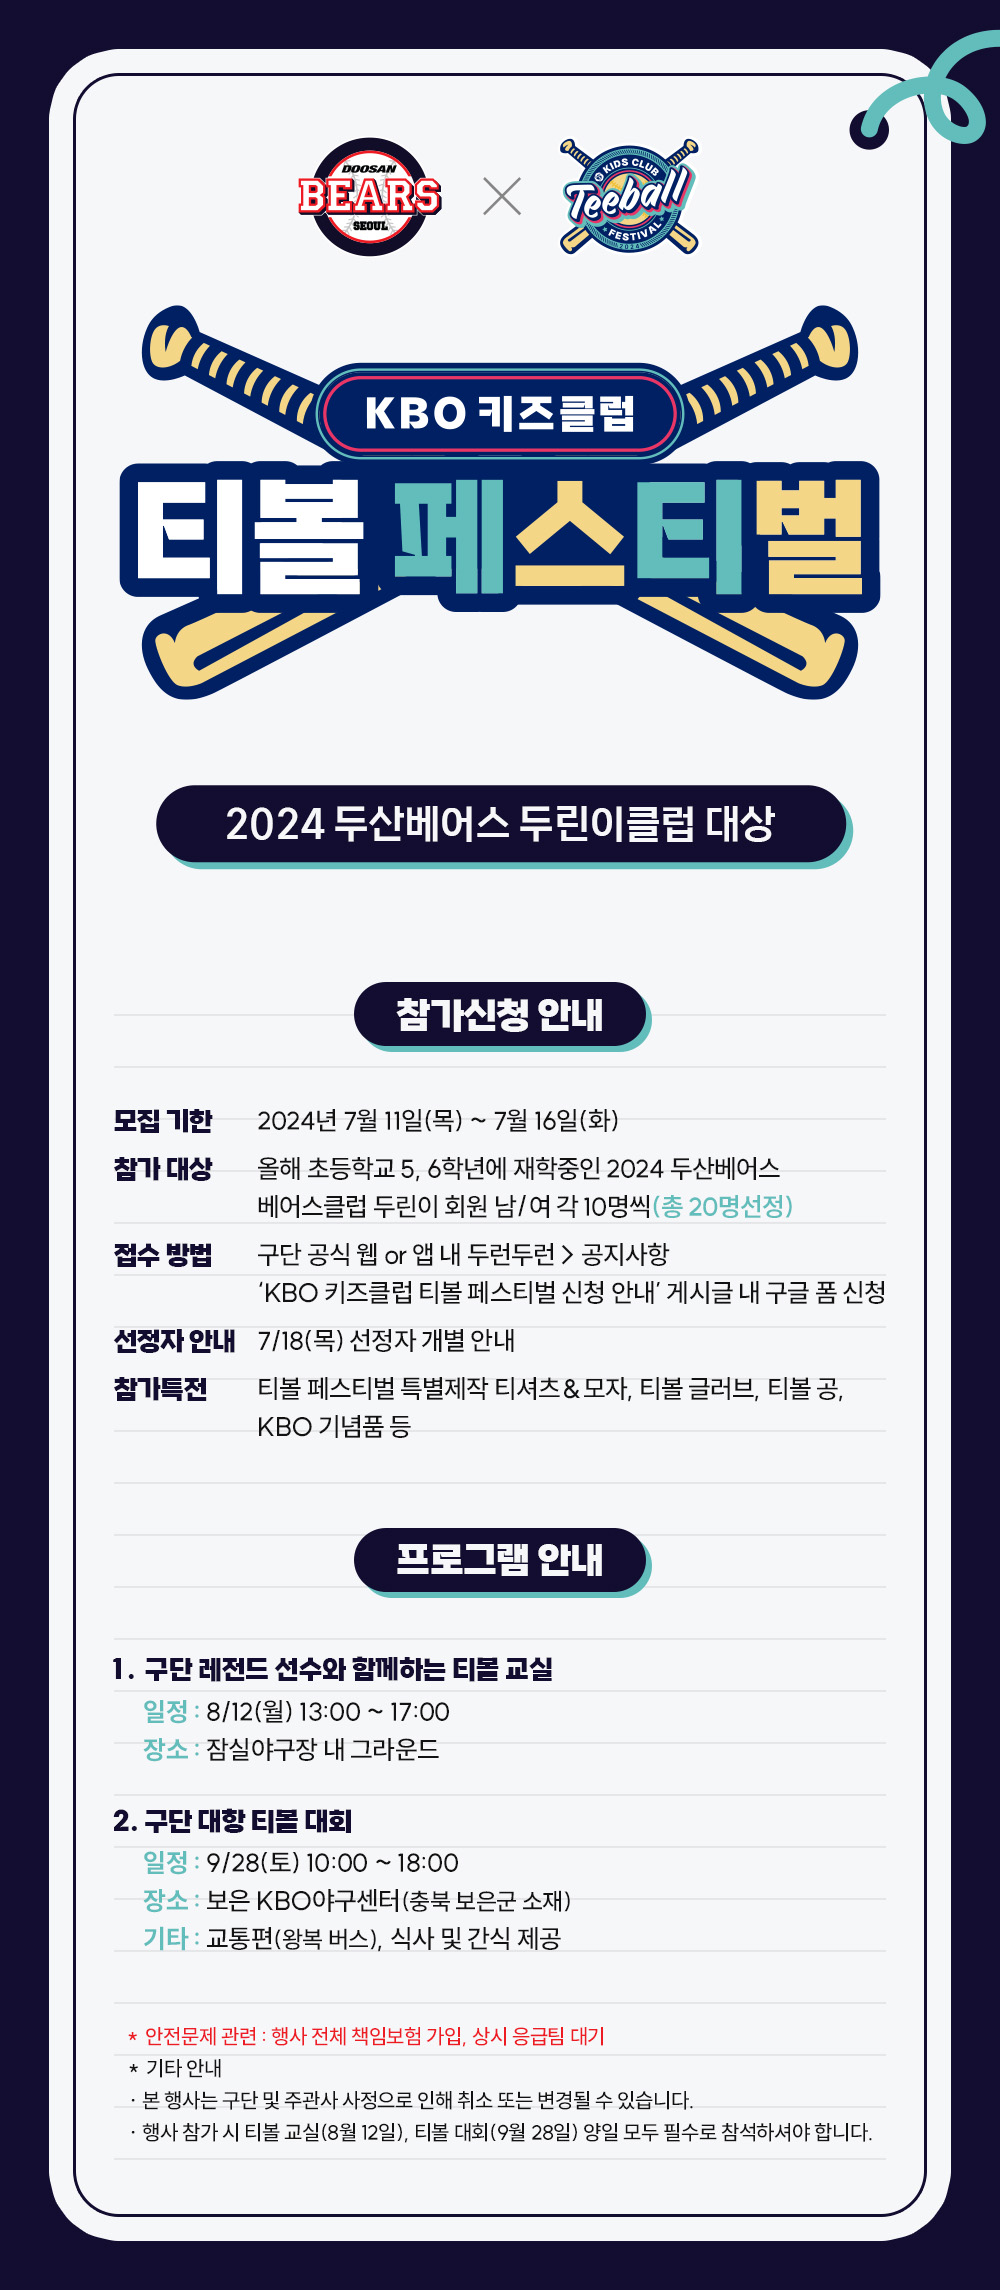 DOOSAN
BEARS
SEOUL
KIDS CLUB
Teeball
FESTIVAL
2024
KBO 키즈클럽
티볼 페스티벌
2024 두산베어스 두린이클럽 대상
참가신청 안내
모집 기한 2024년 7월 11일(목) ~ 7월 16일(화)
참가 대상 올해 초등학교 5, 6학년에 재학중인 2024 두산베어스
베어스클럽 두린이 회원 남/여 각 10명씩(총 20명선정)
접수 방법 구단 공식 웹 or 앱 내 두런두런 > 공지사항
'KBO 키즈클럽 티볼 페스티벌 신청 안내' 게시글 내 구글 폼 신청
선정자 안내 7/18(목) 선정자 개별 안내
참가특전 티볼 페스티벌 특별제작 티셔츠&모자, 티볼 글러브, 티볼 공,
KBO 기념품 등
프로그램 안내
1. 구단 레전드 선수와 함께하는 티볼 교실
일정 : 8/12(월) 13:00 ~ 17:00
장소 : 잠실야구장 내 그라운드
2. 구단 대항 티볼 대회
일정 : 9/28(토) 10:00 ~ 18:00
장소 : 보은 KBO야구센터(충북 보은군 소재)
기타 : 교통편(왕복 버스), 식사 및 간식 제공
* 안전문제 관련 : 행사 전체 책임보험 가입, 상시 응급팀 대기
* 기타 안내
· 본 행사는 구단 및 주관사 사정으로 인해 취소 또는 변경될 수 있습니다.
· 행사 참가 시 티볼 교실(8월 12일), 티볼 대회(9월 28일) 양일 모두 필수로 참석하셔야 합니다.